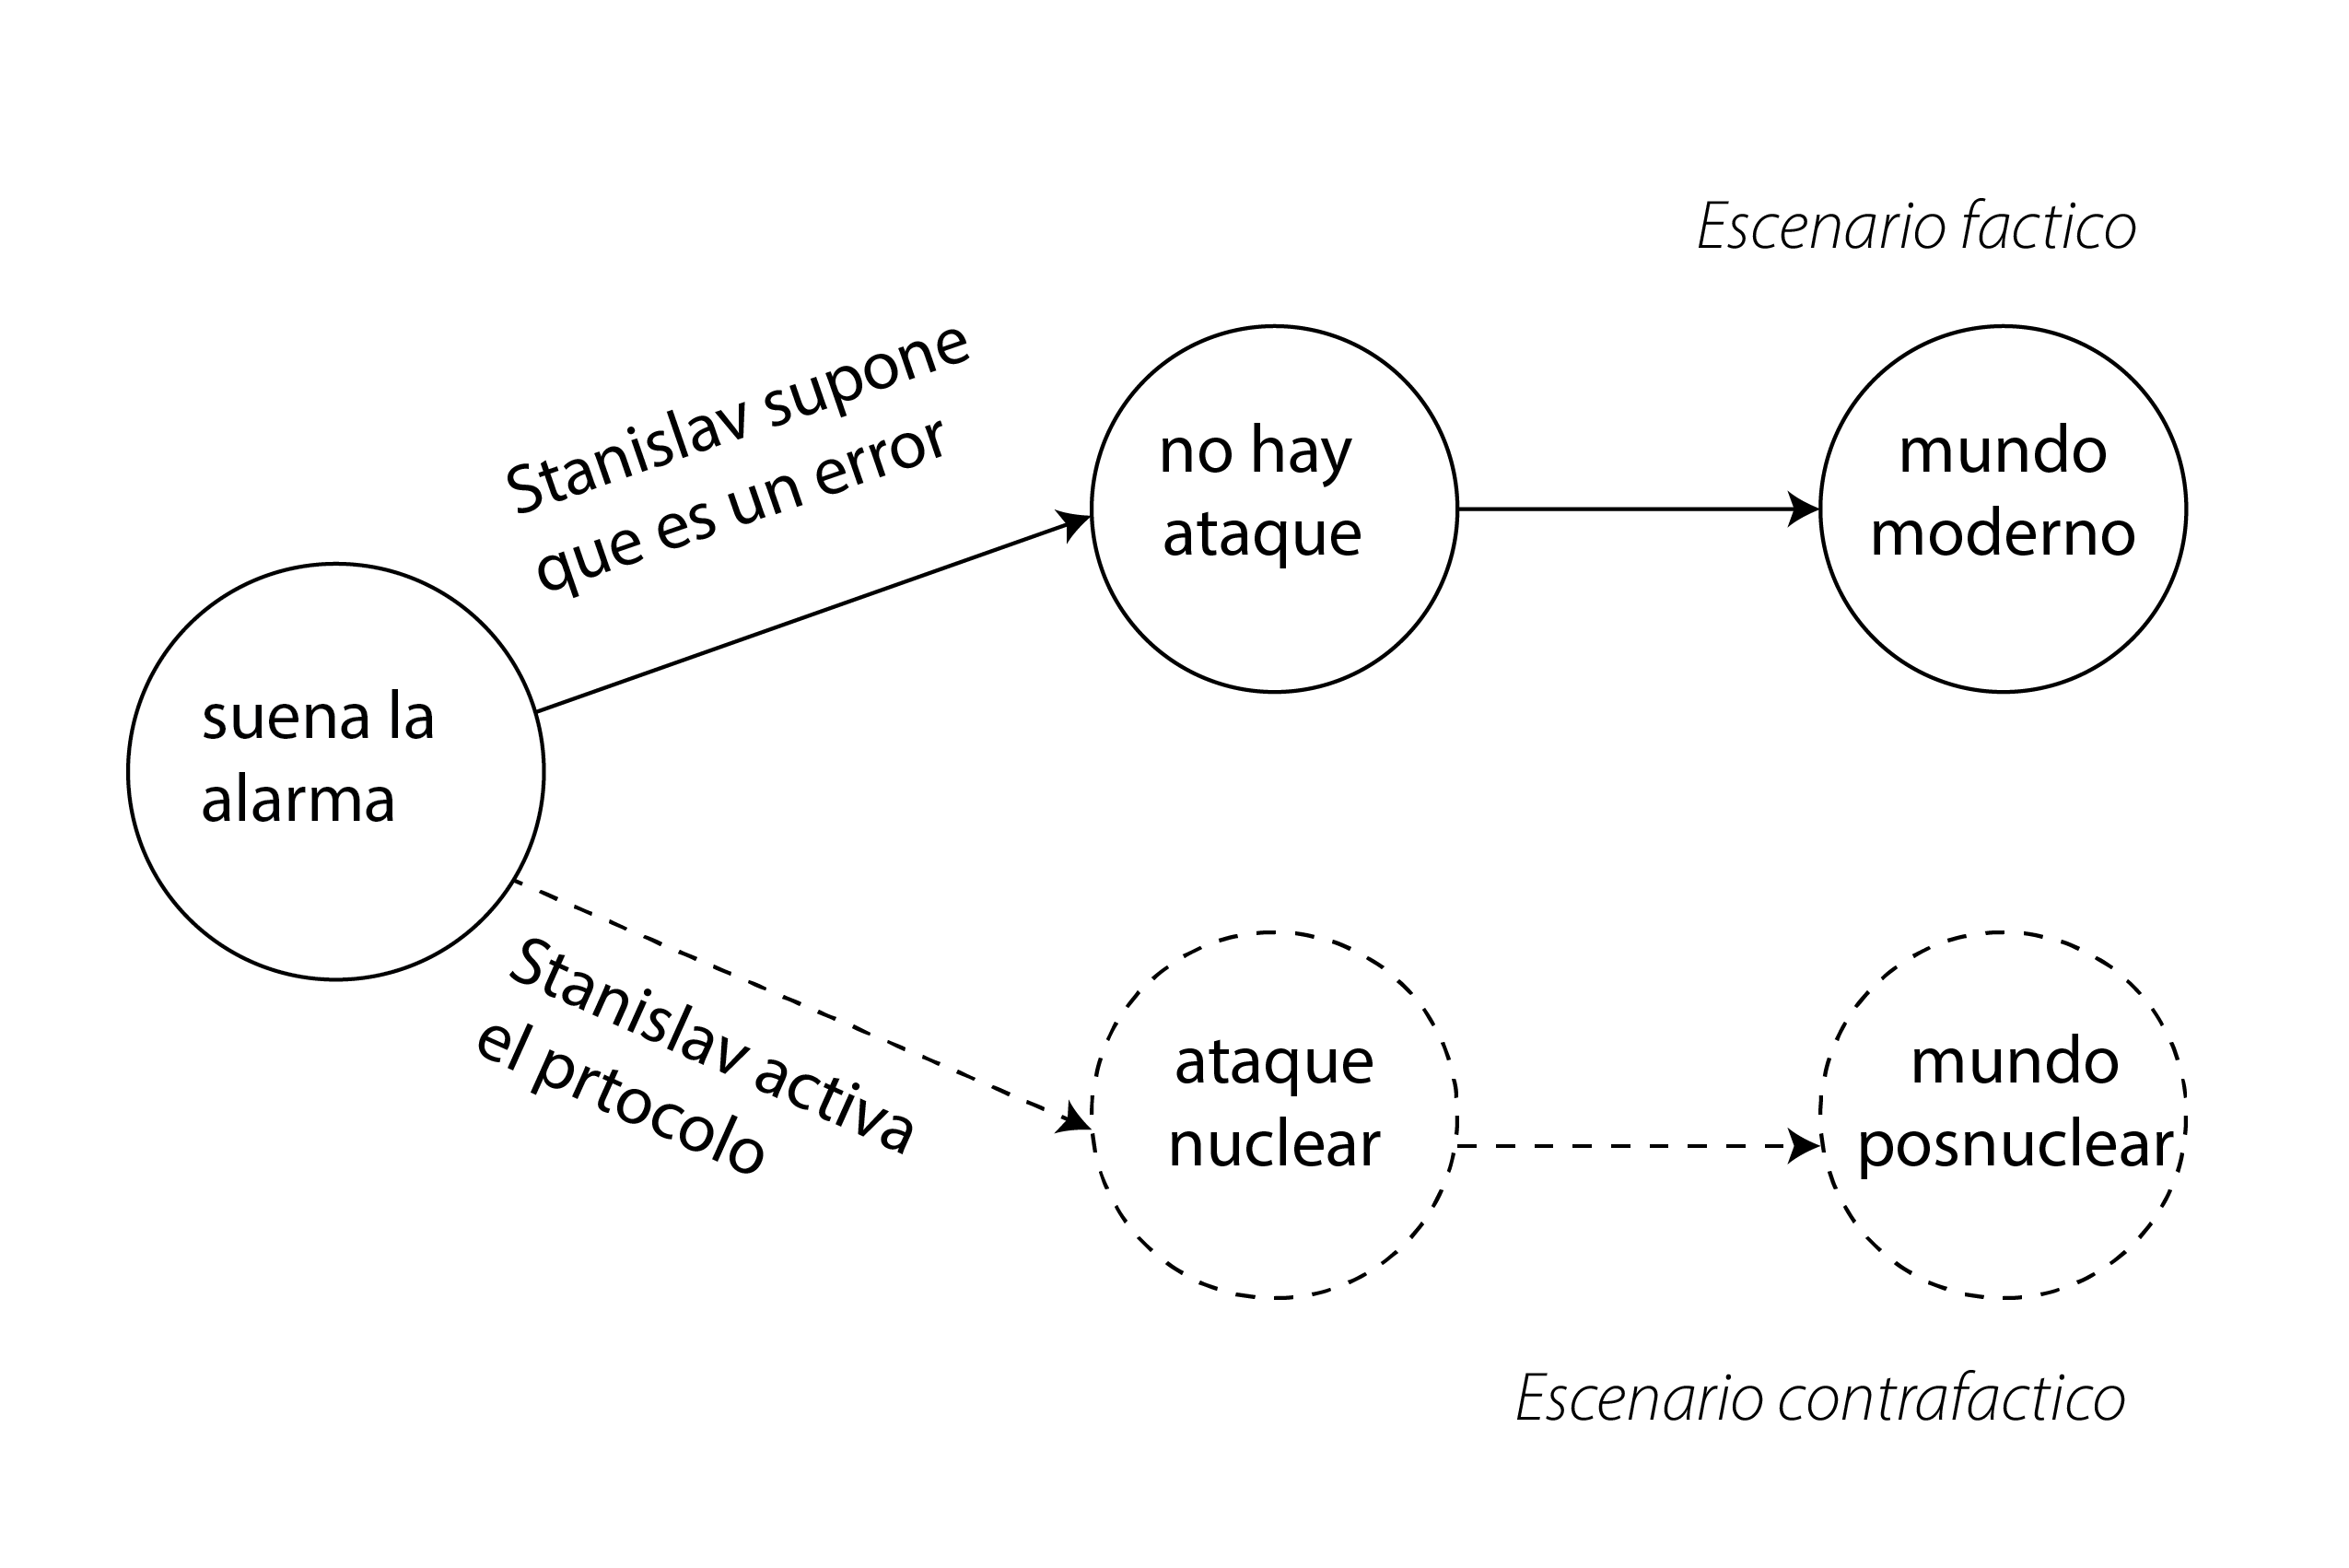 Escenario factico
Stanislav supone
que es un error
no hay
ataque
mundo
moderno
suena la
alarma
Stanislav activa
el prtocolo
ataque
nuclear
mundo
posnuclear
Escenario contrafactico